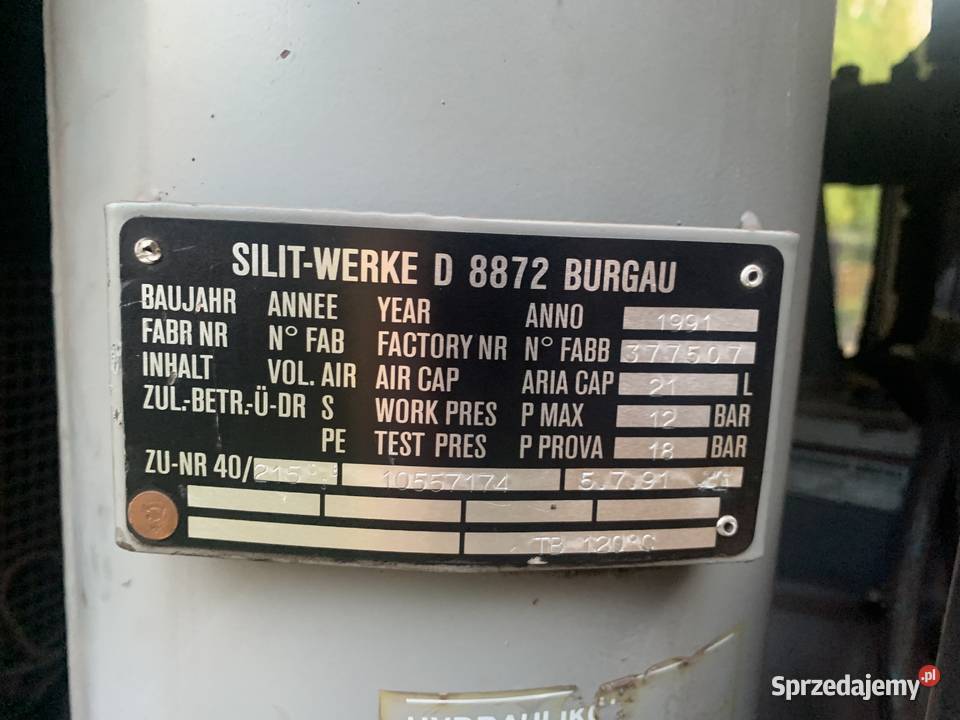 SILIT-WERKE D 8872 BURGAU
BAUJAHR ANNEE YEAR ANNO 1991
FABR NR N° FAB FACTORY NR N° FABB 377507
INHALT VOL. AIR AIR CAP ARIA CAP 21 L
ZUL.-BETR.-Ü-DR S WORK PRES P MAX 12 BAR
PE TEST PRES P PROVA 18 BAR
ZU-NR 40/215 10557174 5.7.91
TB 120°C
Sprzedajemy.pl